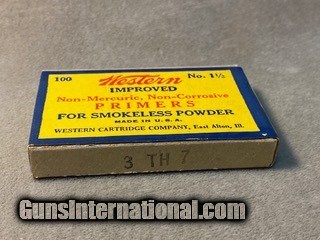 100 Western No. 1½
IMPROVED
Non-Mercuric, Non-Corrosive
PRIMERS
FOR SMOKELESS POWDER
MADE IN U.S.A.
WESTERN CARTRIDGE COMPANY, East Alton, Ill.
3 TH 7
GunsInternational.com